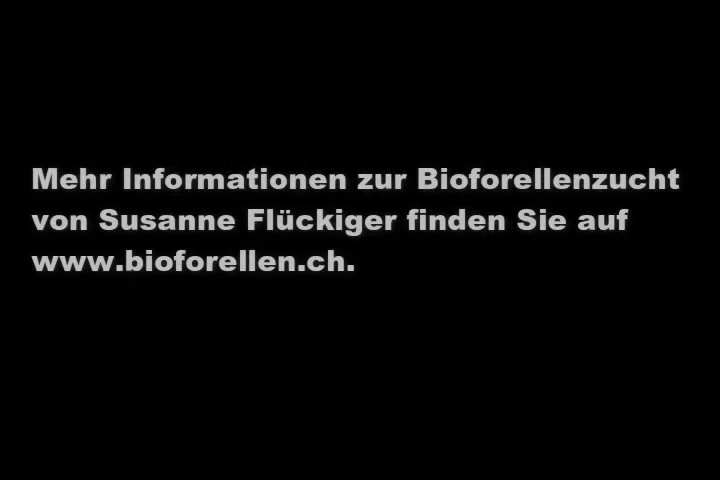 Mehr Informationen zur Bioforellenzucht
von Susanne Flückiger finden Sie auf
www.bioforellen.ch.